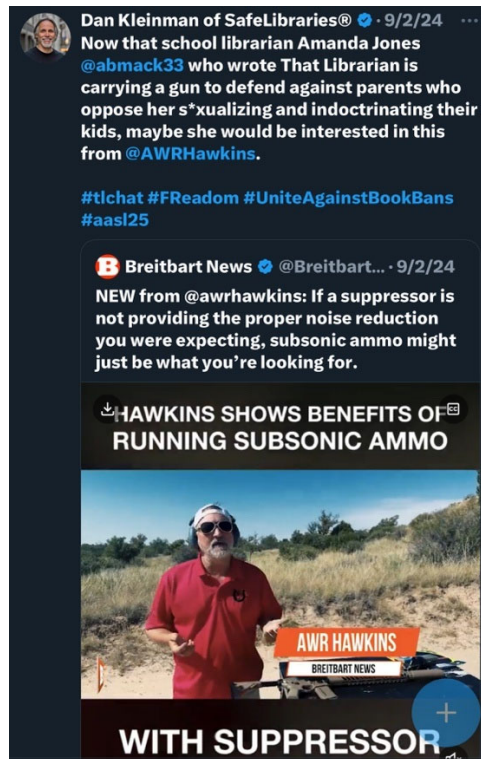 Dan Kleinman of SafeLibraries® · 9/2/24 ...
Now that school librarian Amanda Jones
@abmack33 who wrote That Librarian is
carrying a gun to defend against parents who
oppose her s*xualizing and indoctrinating their
kids, maybe she would be interested in this
from @AWRHawkins.
#tlchat #FReadom #UniteAgainstBookBans
#aasl25
B Breitbart News @Breitbart... · 9/2/24
NEW from @awrhawkins: If a suppressor is
not providing the proper noise reduction
you were expecting, subsonic ammo might
just be what you're looking for.
HAWKINS SHOWS BENEFITS OF
CC
RUNNING SUBSONIC AMMO
AWR HAWKINS
BREITBART NEWS
WITH SUPPRESSOR